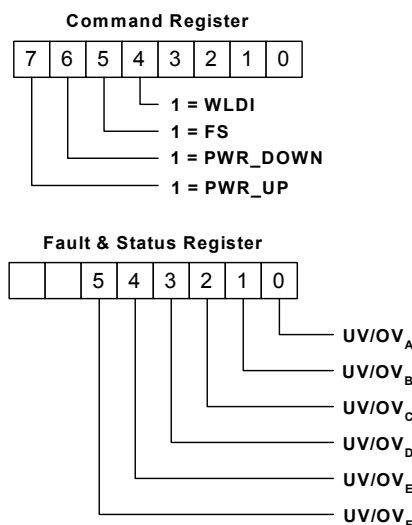 Command Register
7 6 5 4 3 2 1 0
1 = WLDI
1 = FS
1 = PWR_DOWN
1 = PWR_UP
Fault & Status Register
5 4 3 2 1 0
UV/OVA
UV/OVB
UV/OVC
UV/OVD
UV/OVE
UV/OVF